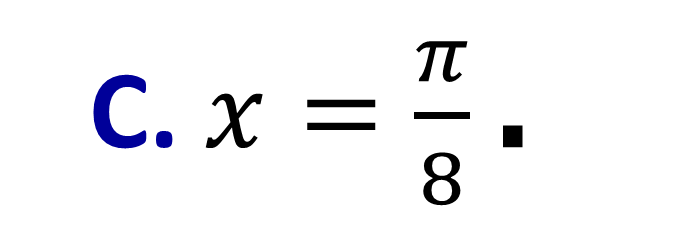 C. x = π/8.